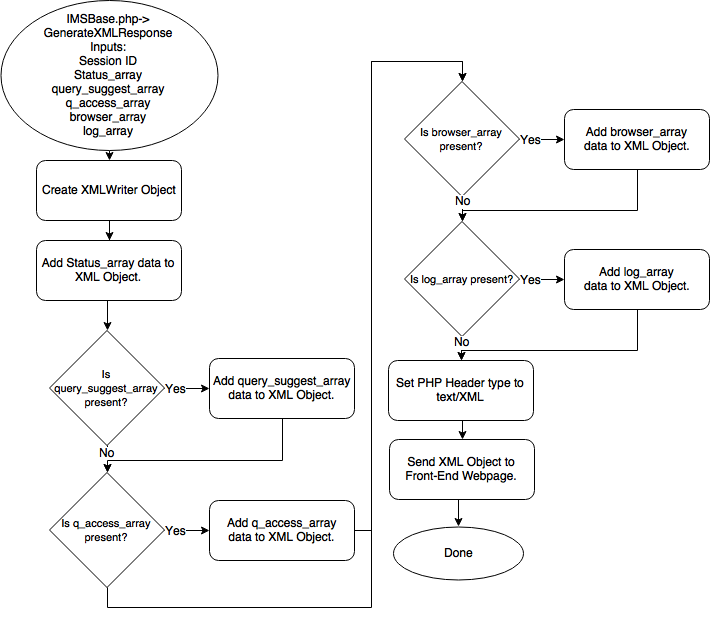 IMSBase.php->
GenerateXMLResponse
Inputs:
Session ID
Status_array
query_suggest_array
q_access_array
browser_array
log_array
Create XMLWriter Object
Add Status_array data to
XML Object.
Is
query_suggest_array
present?
Yes
Add query_suggest_array
data to XML Object.
No
Is q_access_array
present?
Yes
Add q_access_array
data to XML Object.
Is browser_array
present?
Yes
Add browser_array
data to XML Object.
No
Is log_array present?
Yes
Add log_array
data to XML Object.
No
Set PHP Header type to
text/XML
Send XML Object to
Front-End Webpage.
Done